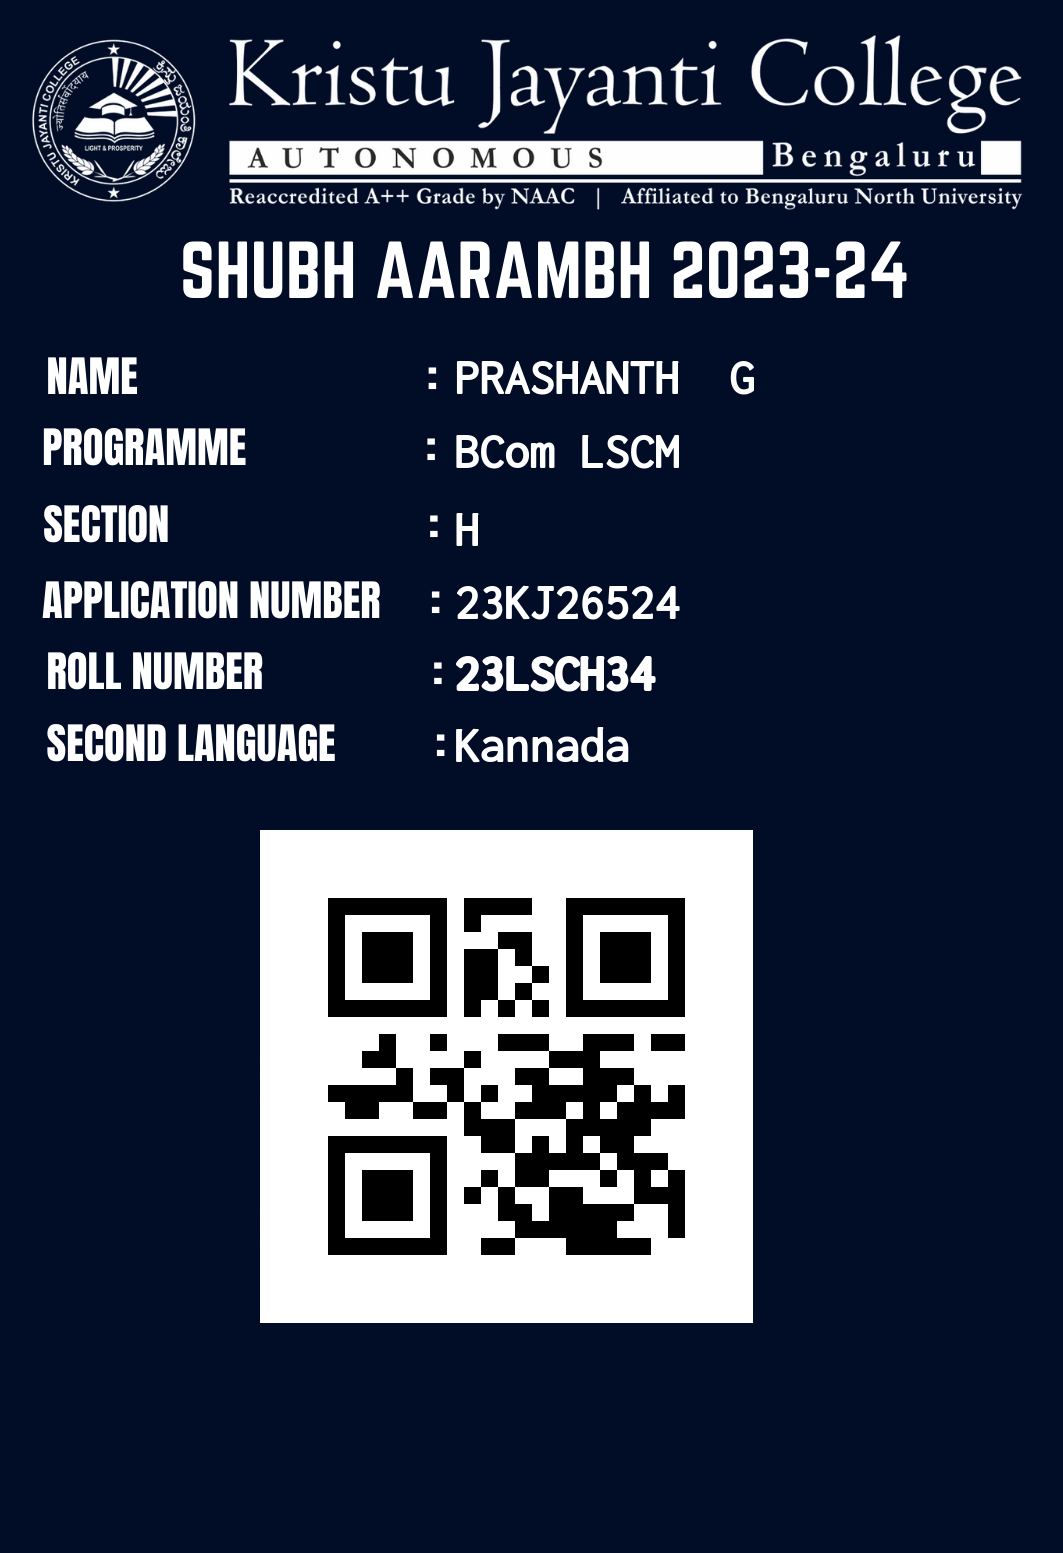 KRISTU JAYANTI COLLEGE
ಕ್ರಿಸ್ತು ಜಯಂತಿ ಕಾಲೇಜು
LIGHT & PROSPERITY
Kristu Jayanti College
AUTONOMOUS Bengaluru
Reaccredited A++ Grade by NAAC | Affiliated to Bengaluru North University
SHUBH AARAMBH 2023-24
NAME : PRASHANTH G
PROGRAMME : BCom LSCM
SECTION : H
APPLICATION NUMBER : 23KJ26524
ROLL NUMBER : 23LSCH34
SECOND LANGUAGE : Kannada